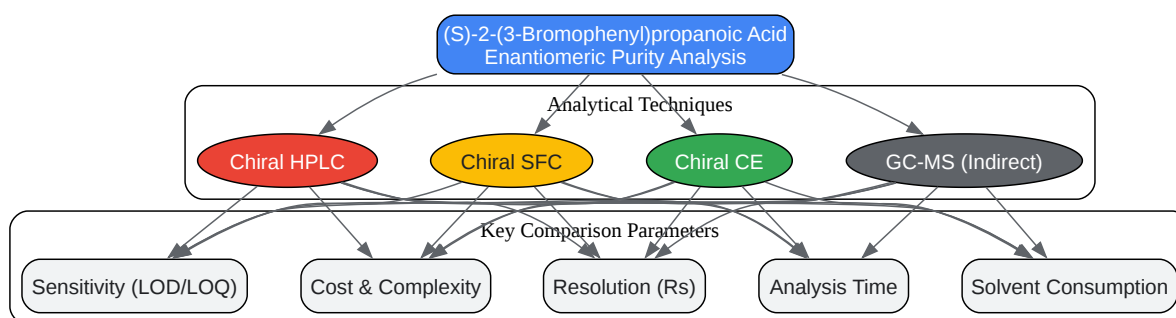 (S)-2-(3-Bromophenyl)propanoic Acid
Enantiomeric Purity Analysis
Analytical Techniques
Chiral HPLC
Chiral SFC
Chiral CE
GC-MS (Indirect)
Key Comparison Parameters
Sensitivity (LOD/LOQ)
Cost & Complexity
Resolution (Rs)
Analysis Time
Solvent Consumption